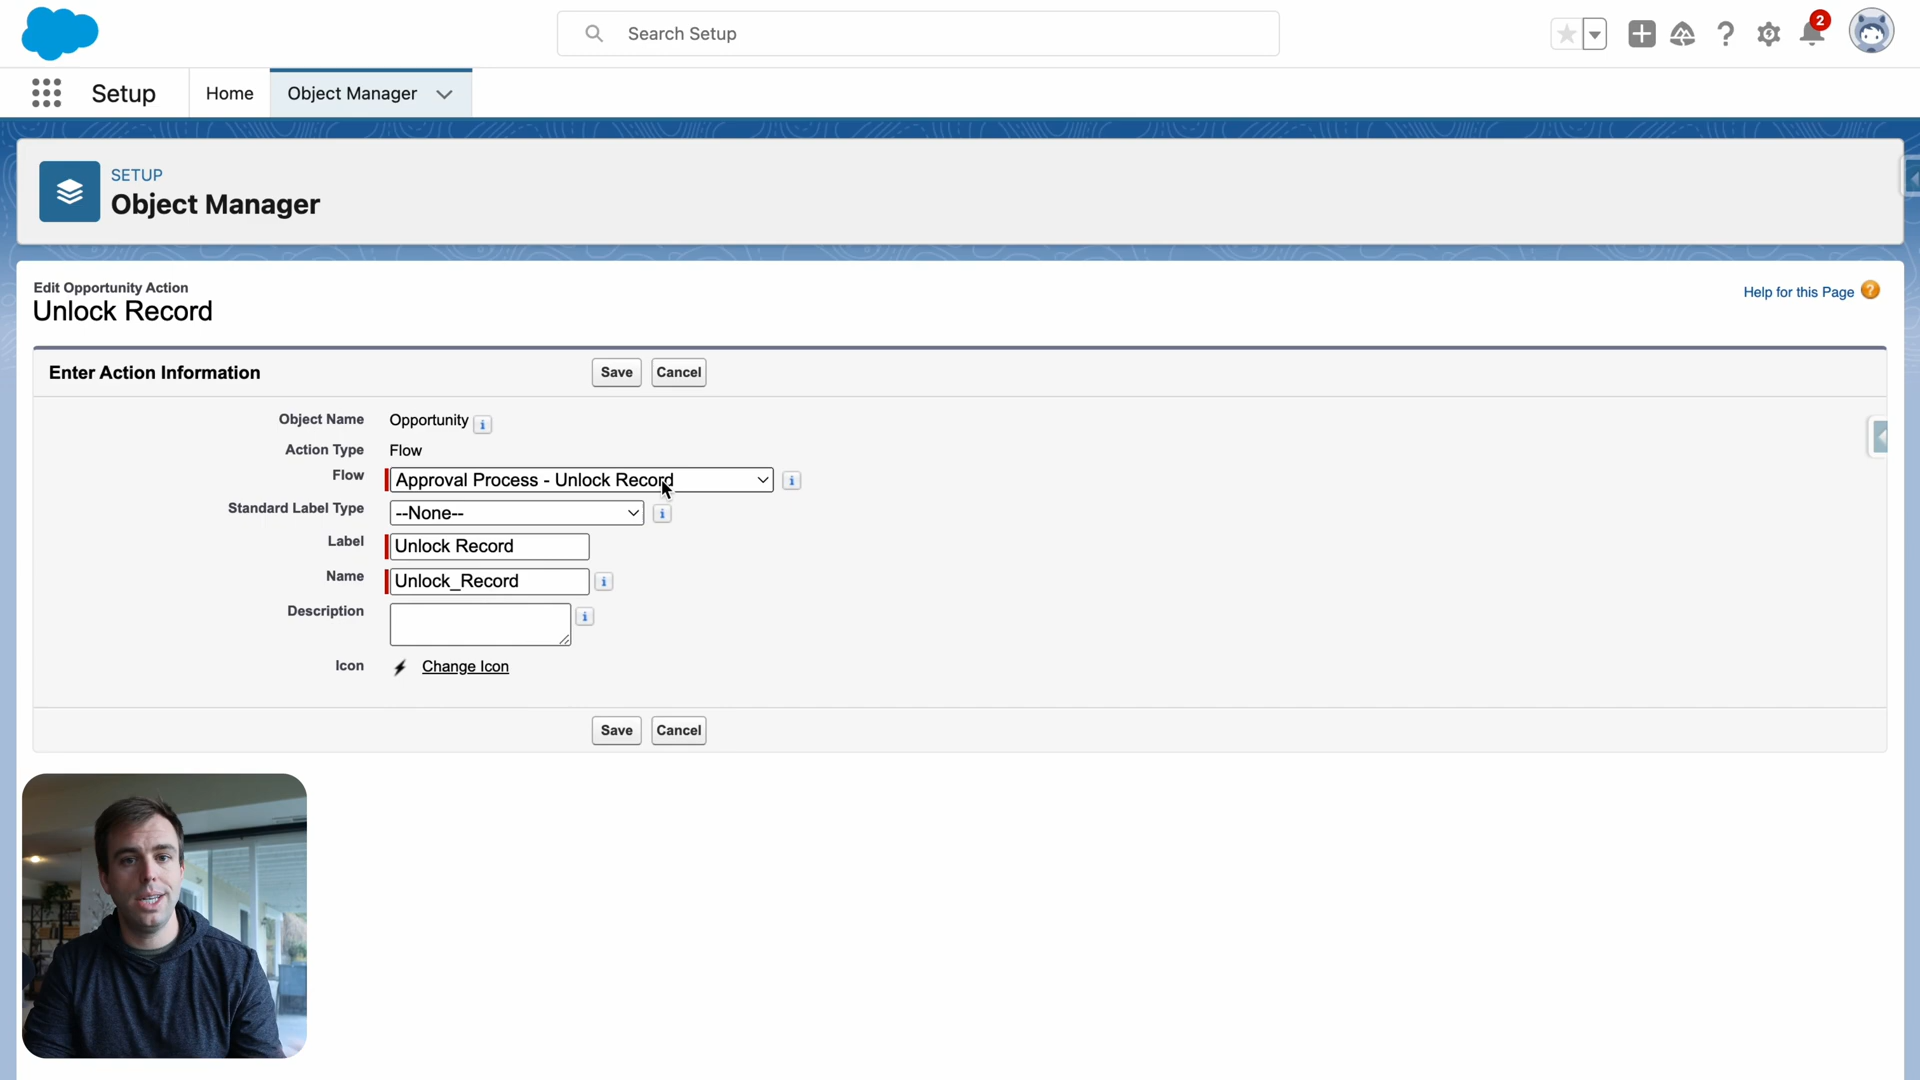 Search Setup
2
Setup
Home
Object Manager
SETUP
Object Manager
Edit Opportunity Action
Unlock Record
Help for this Page
Enter Action Information
Save
Cancel
Object Name
Opportunity
Action Type
Flow
Flow
Approval Process - Unlock Record
Standard Label Type
--None--
Label
Unlock Record
Name
Unlock_Record
Description
Icon
Change Icon
Save
Cancel